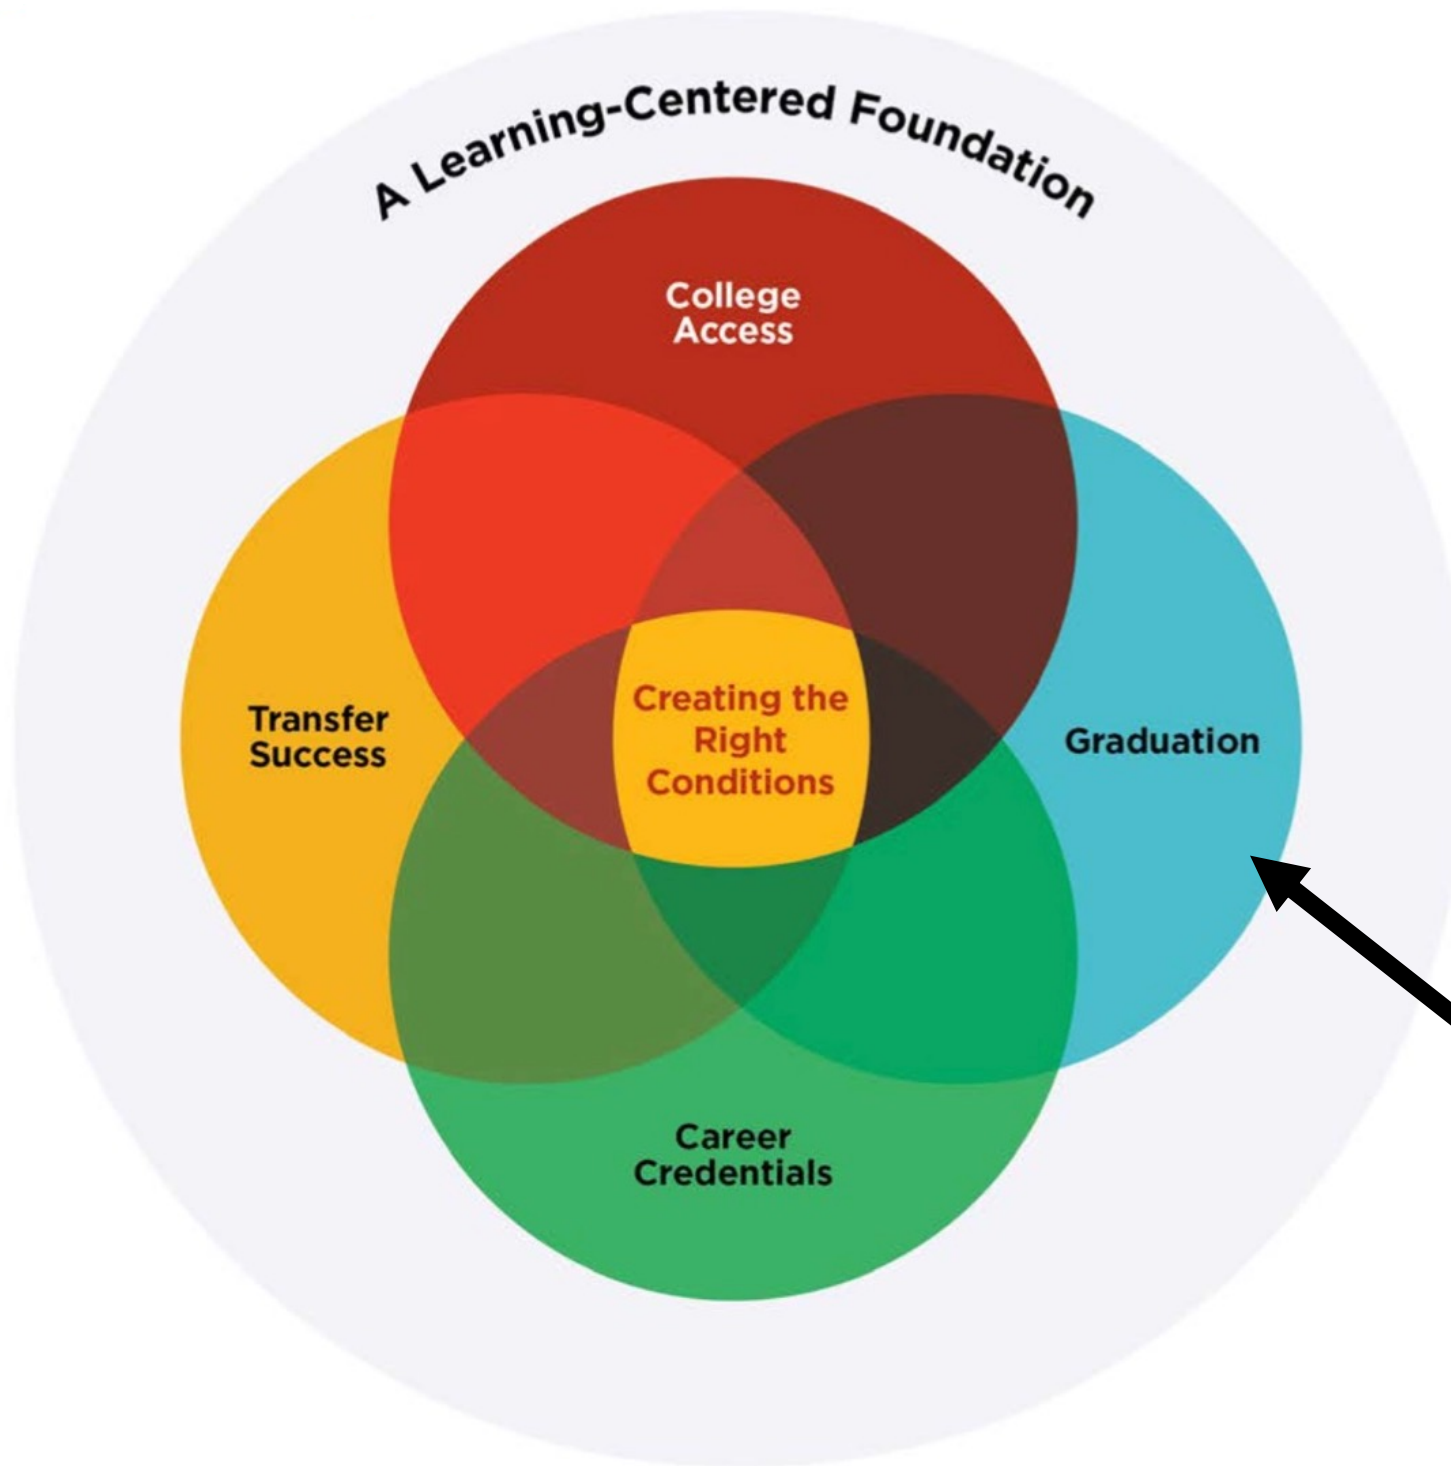 A Learning-Centered Foundation
College
Access
Transfer
Success
Creating the
Right
Conditions
Graduation
Career
Credentials